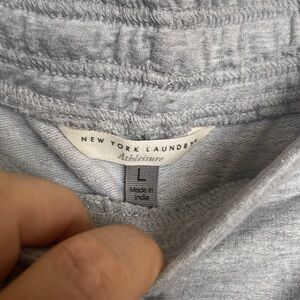 NEW YORK LAUNDRY
Athleisure
L
Made in
India